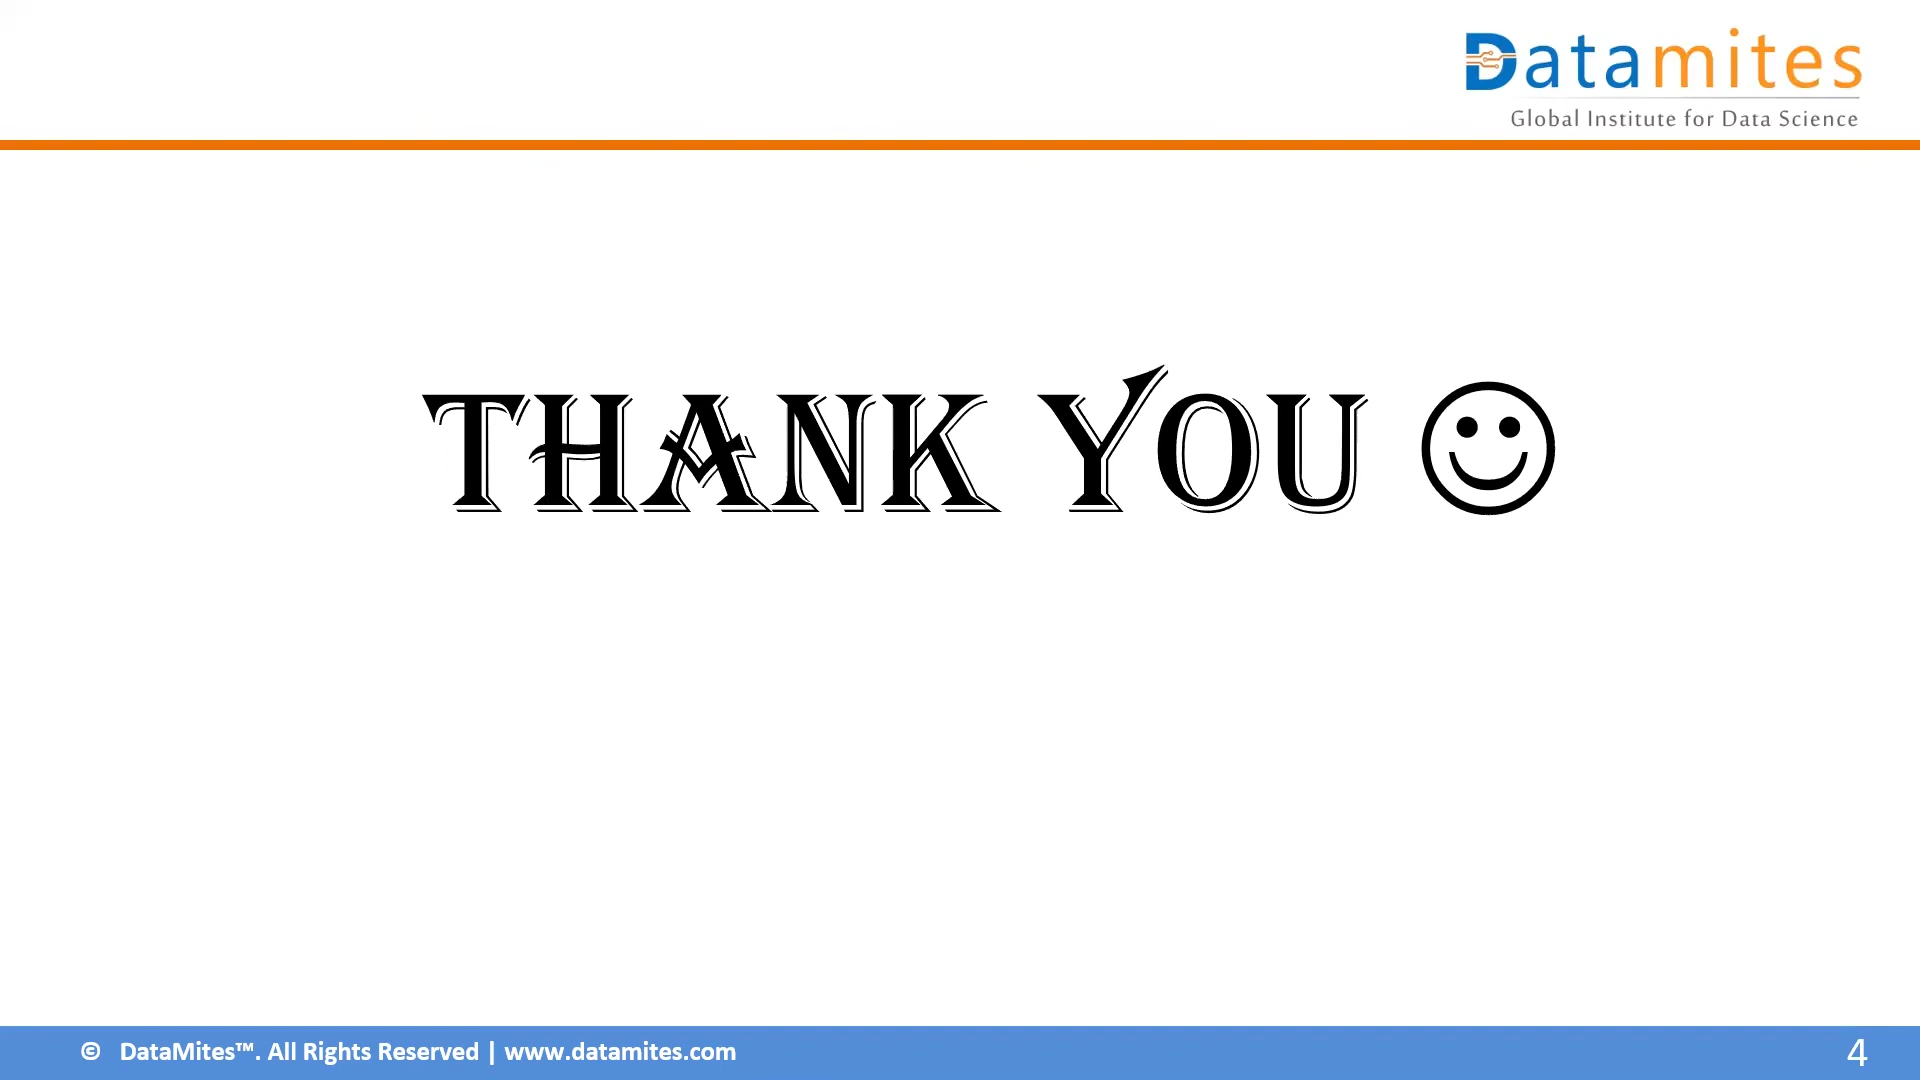 Datamites
Global Institute for Data Science
THANK YOU ☺
© DataMites™. All Rights Reserved | www.datamites.com
4